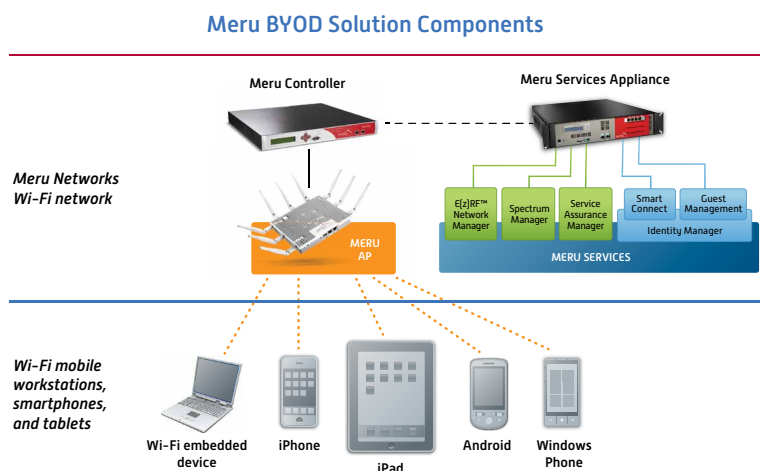 Meru BYOD Solution Components
Meru Controller
Meru Services Appliance
Meru Networks
Wi-Fi network
E(z)RF™
Network
Manager
Spectrum
Manager
Service
Assurance
Manager
Smart
Connect
Guest
Management
Identity Manager
MERU SERVICES
MERU
AP
Wi-Fi mobile
workstations,
smartphones,
and tablets
Wi-Fi embedded
device
iPhone
iPad
Android
Windows
Phone